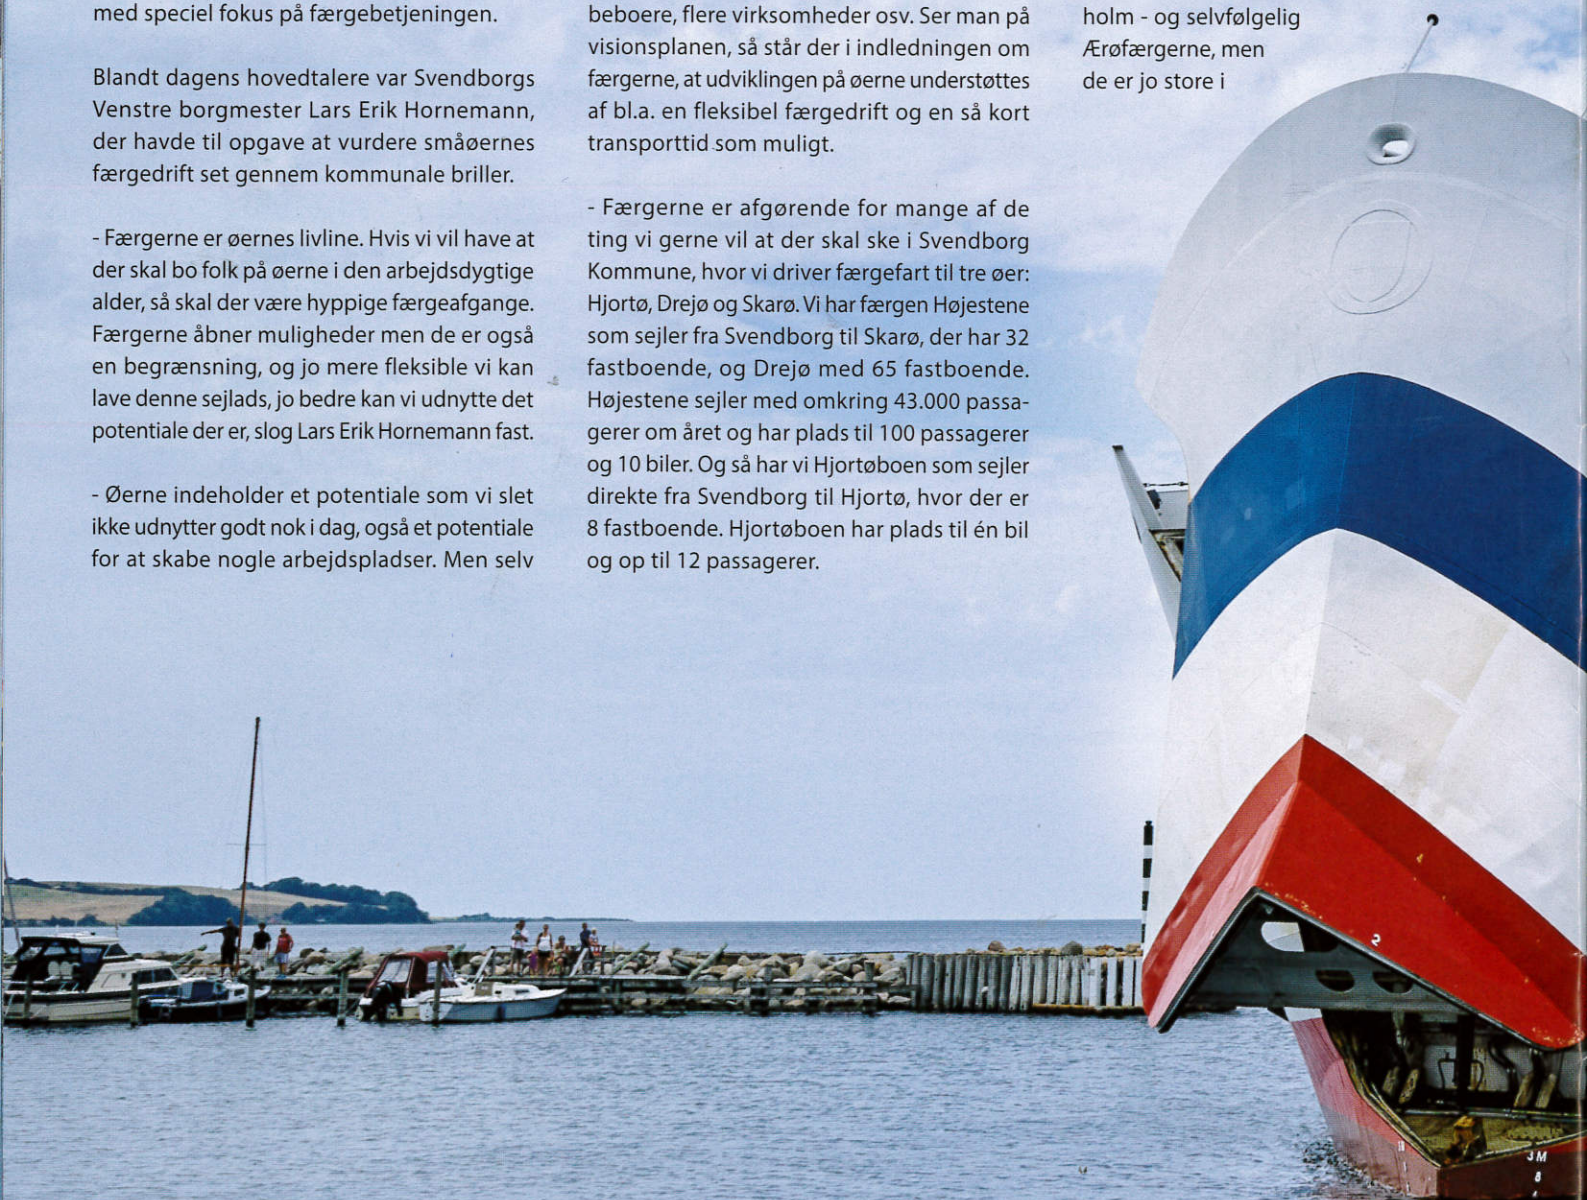 med speciel fokus på færgebetjeningen.
Blandt dagens hovedtalere var Svendborgs
Venstre borgmester Lars Erik Hornemann,
der havde til opgave at vurdere småøernes
færgedrift set gennem kommunale briller.
- Færgerne er øernes livline. Hvis vi vil have at
der skal bo folk på øerne i den arbejdsdygtige
alder, så skal der være hyppige færgeafgange.
Færgerne åbner muligheder men de er også
en begrænsning, og jo mere fleksible vi kan
lave denne sejlads, jo bedre kan vi udnytte det
potentiale der er, slog Lars Erik Hornemann fast.
- Øerne indeholder et potentiale som vi slet
ikke udnytter godt nok i dag, også et potentiale
for at skabe nogle arbejdspladser. Men selv
beboere, flere virksomheder osv. Ser man på
visionsplanen, så står der i indledningen om
færgerne, at udviklingen på øerne understøttes
af bl.a. en fleksibel færgedrift og en så kort
transporttid som muligt.
- Færgerne er afgørende for mange af de
ting vi gerne vil at der skal ske i Svendborg
Kommune, hvor vi driver færgefart til tre øer:
Hjortø, Drejø og Skarø. Vi har færgen Højestene
som sejler fra Svendborg til Skarø, der har 32
fastboende, og Drejø med 65 fastboende.
Højestene sejler med omkring 43.000 passa-
gerer om året og har plads til 100 passagerer
og 10 biler. Og så har vi Hjortøboen som sejler
direkte fra Svendborg til Hjortø, hvor der er
8 fastboende. Hjortøboen har plads til én bil
og op til 12 passagerer.
holm - og selvfølgelig
Ærøfærgerne, men
de er jo store i
2
JM
8